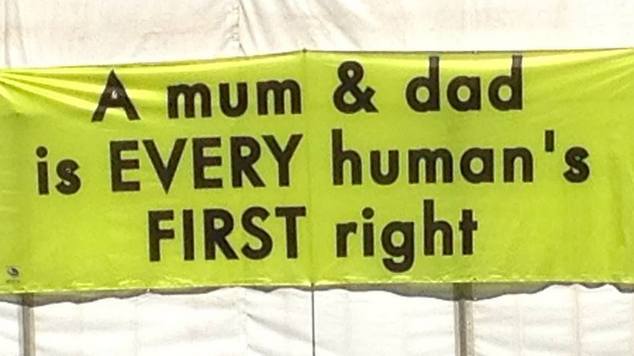 A mum & dad
is EVERY human's
FIRST right